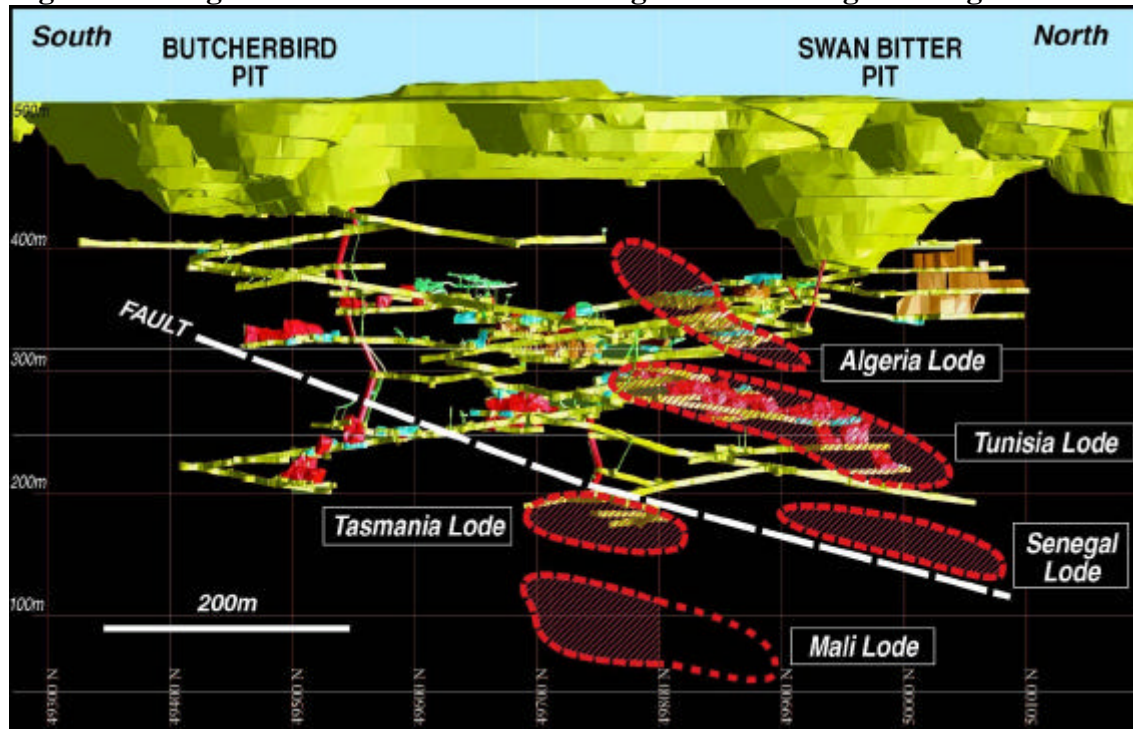 South
BUTCHERBIRD
PIT
SWAN BITTER
PIT
North
500m
400m
FAULT
300m
Algeria Lode
Tunisia Lode
200m
Tasmania Lode
Senegal
Lode
100m
200m
Mali Lode
49300 N
49400 N
49500 N
49600 N
49700 N
49800 N
49900 N
50000 N
50100 N